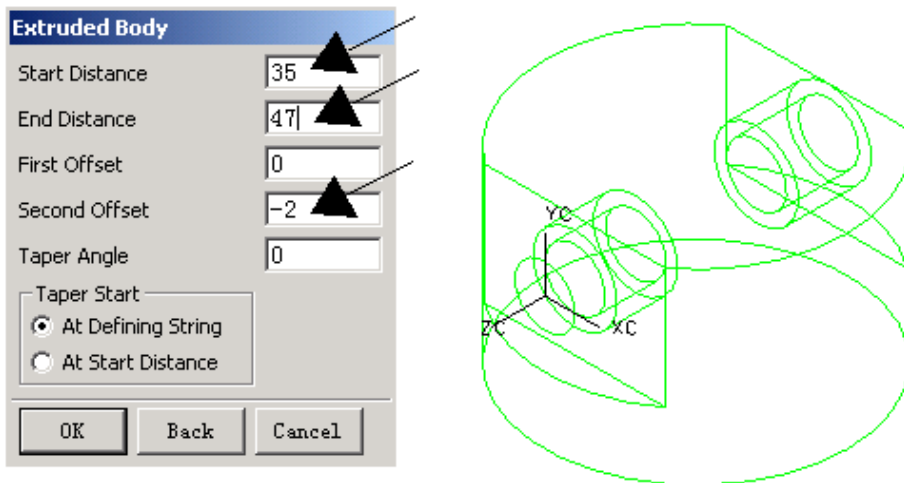 Extruded Body
Start Distance 35
End Distance 47
First Offset 0
Second Offset -2
Taper Angle 0
Taper Start
At Defining String
At Start Distance
OK Back Cancel
YC
ZC XC